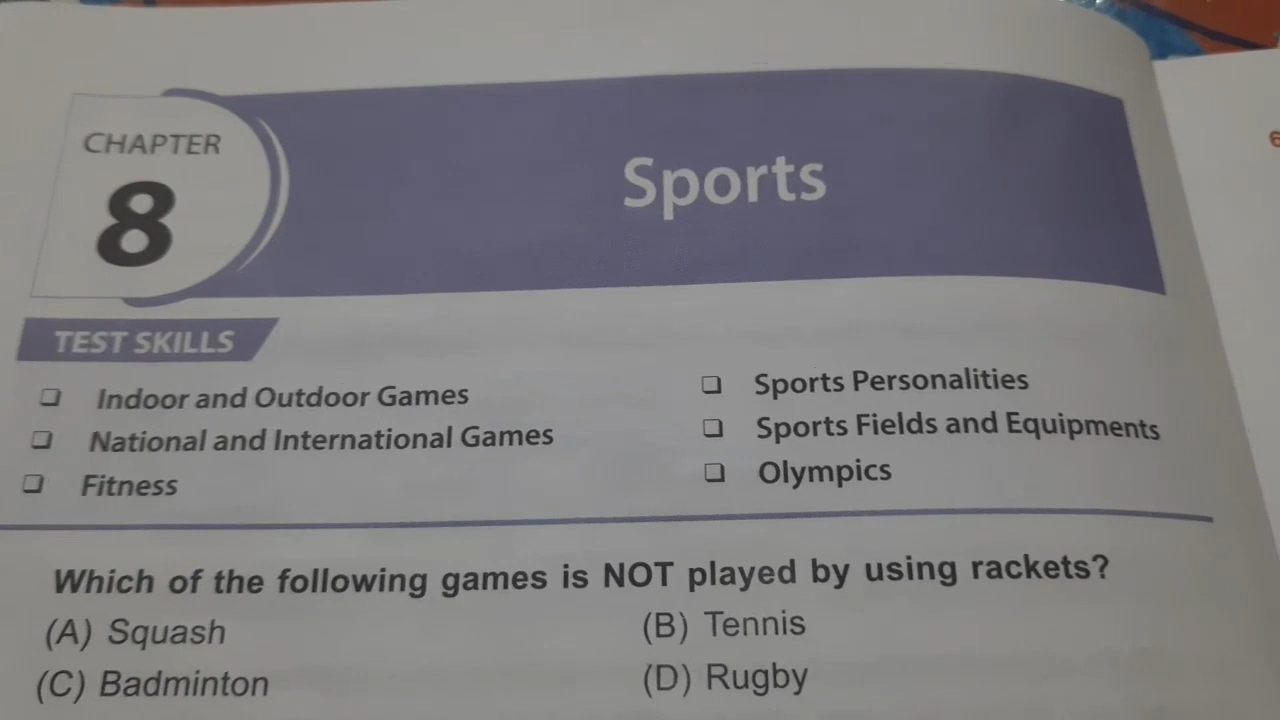 CHAPTER
8
Sports
TEST SKILLS
❑ Indoor and Outdoor Games
❑ National and International Games
❑ Fitness
❑ Sports Personalities
❑ Sports Fields and Equipments
❑ Olympics
Which of the following games is NOT played by using rackets?
(A) Squash
(B) Tennis
(C) Badminton
(D) Rugby
6